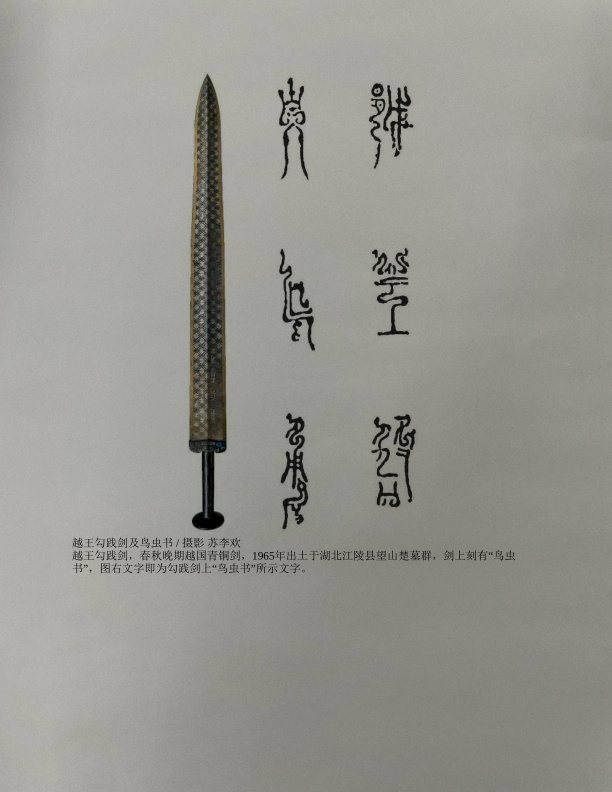 越王勾践剑及鸟虫书 / 摄影 苏李欢
越王勾践剑，春秋晚期越国青铜剑，1965年出土于湖北江陵县望山楚墓群，剑上刻有“鸟虫
书”，图右文字即为勾践剑上“鸟虫书”所示文字。